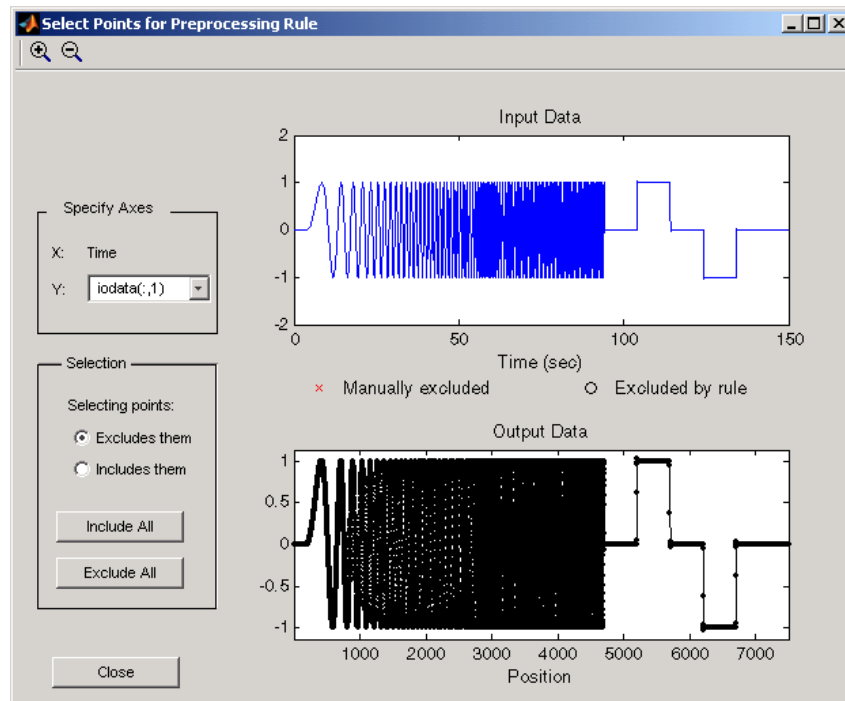 Select Points for Preprocessing Rule
Specify Axes
X: Time
Y: iodata(:,1)
Selection
Selecting points:
Excludes them
Includes them
Include All
Exclude All
Close
Input Data
2
1
0
-1
-2
0 50 100 150
Time (sec)
× Manually excluded O Excluded by rule
Output Data
1
0.5
0
-0.5
-1
1000 2000 3000 4000 5000 6000 7000
Position